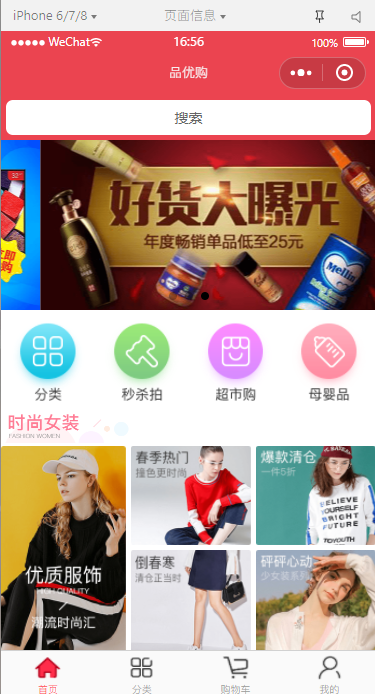 iPhone 6/7/8 页面信息
WeChat 16:56 100%
品优购
搜索
好货大曝光
年度畅销单品低至25元
Mellin
分类 秒杀拍 超市购 母婴品
时尚女装
FASHION WOMEN
春季热门
撞色更时尚
爆款清仓
一件5折
BELIEVE
YOURSELF
BRIGHT
FUTURE
TOYOUTH
优质服饰
HIGH QUALITY
潮流时尚汇
倒春寒
清仓正当时
砰砰心动
少女装系列
首页 分类 购物车 我的